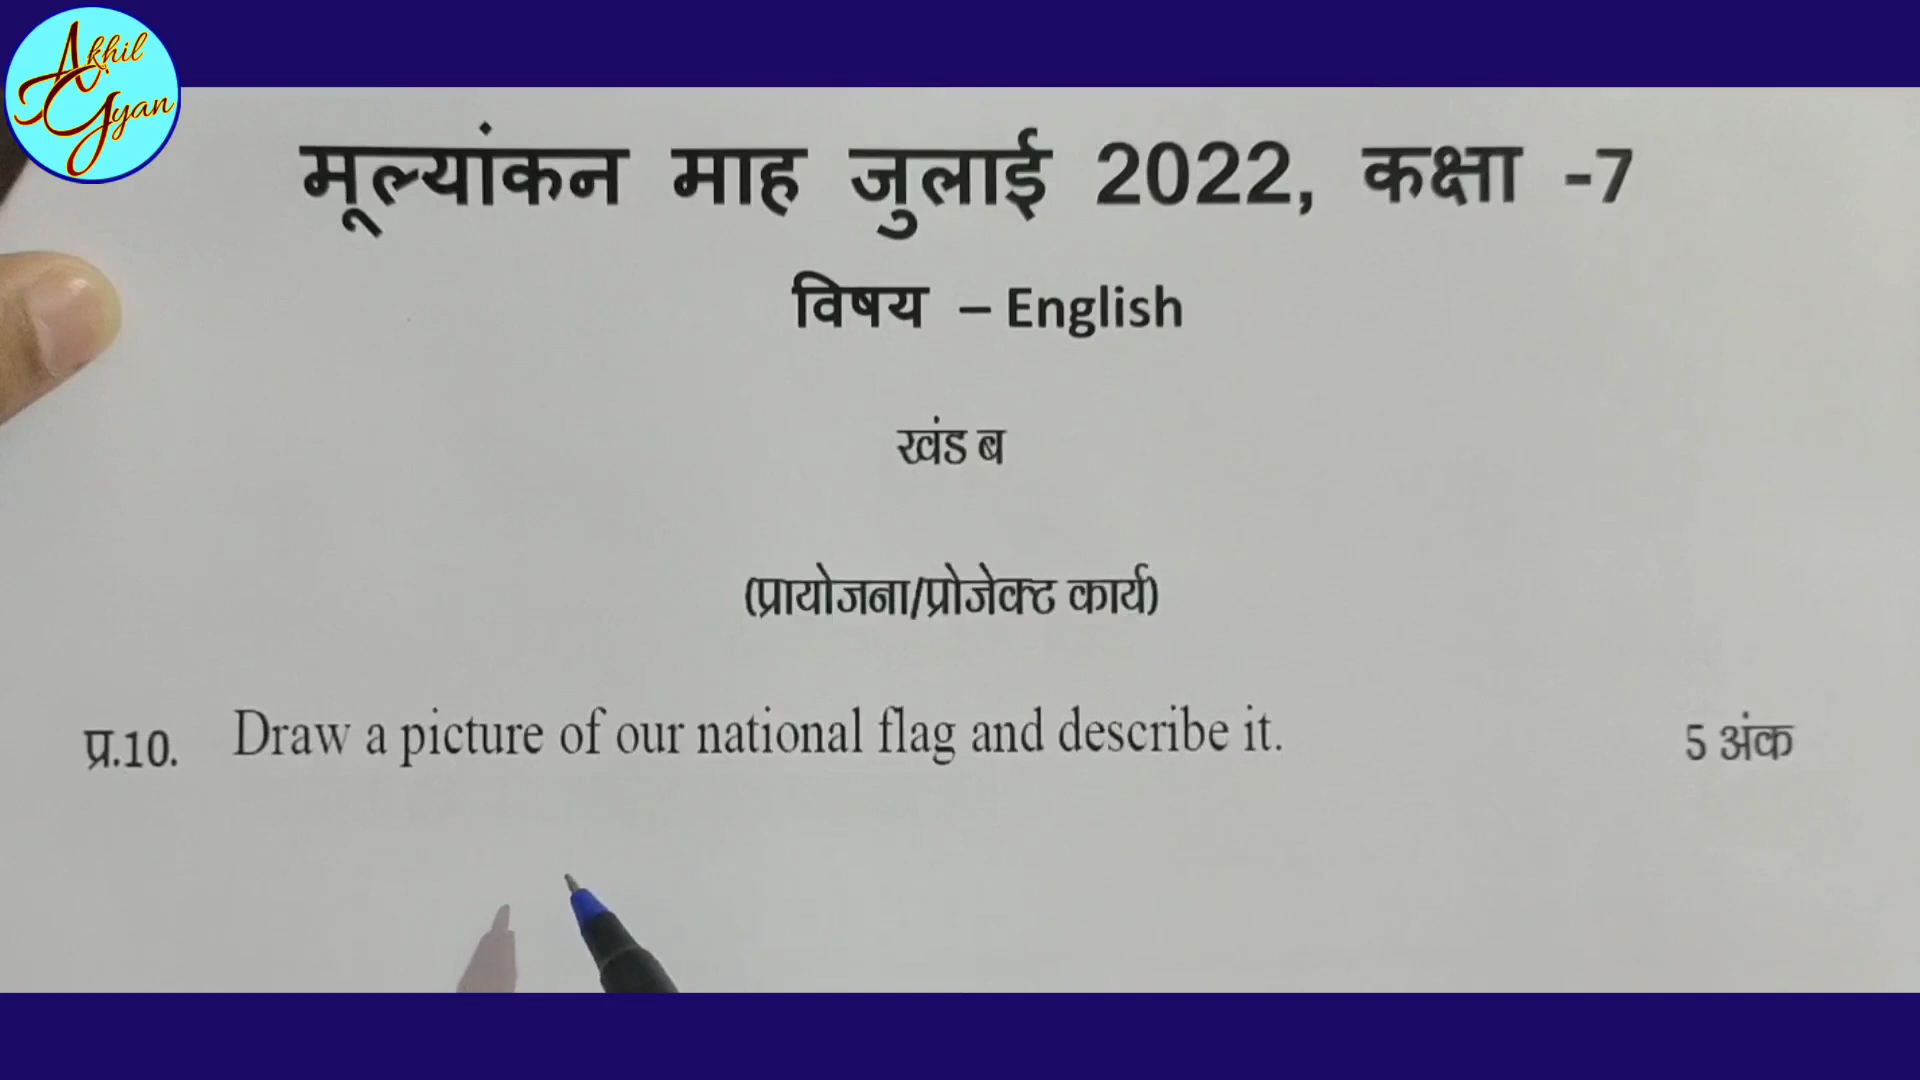 Akhil
Gyan
मूल्यांकन माह जुलाई 2022, कक्षा -7
विषय – English
खंड ब
(प्रायोजना/प्रोजेक्ट कार्य)
प्र.10. Draw a picture of our national flag and describe it. 5 अंक